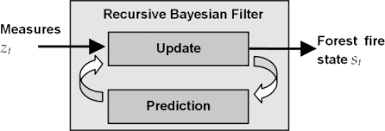 Recursive Bayesian Filter
Measures
z_t
Update
Forest fire
state s_t
Prediction